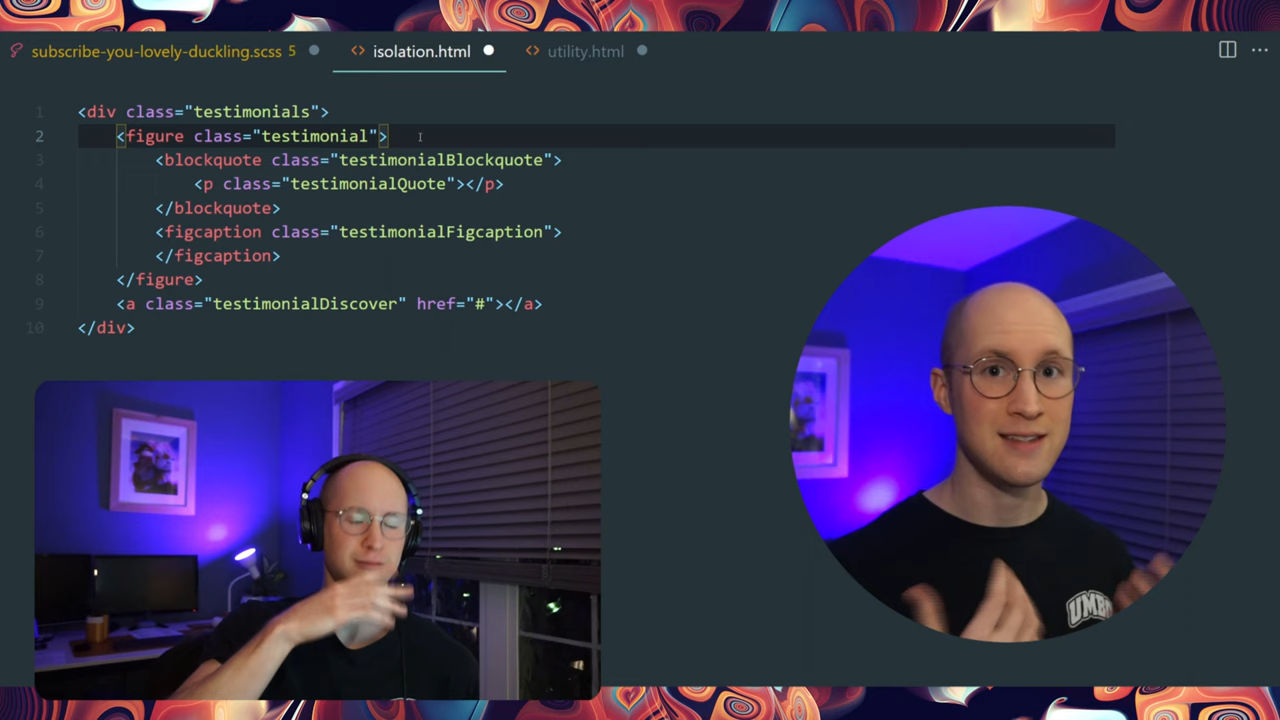 subscribe-you-lovely-duckling.scss 5
isolation.html
utility.html
1 <div class="testimonials">
2 <figure class="testimonial">
3 <blockquote class="testimonialBlockquote">
4 <p class="testimonialQuote"></p>
5 </blockquote>
6 <figcaption class="testimonialFigcaption">
7 </figcaption>
8 </figure>
9 <a class="testimonialDiscover" href="#"></a>
10 </div>